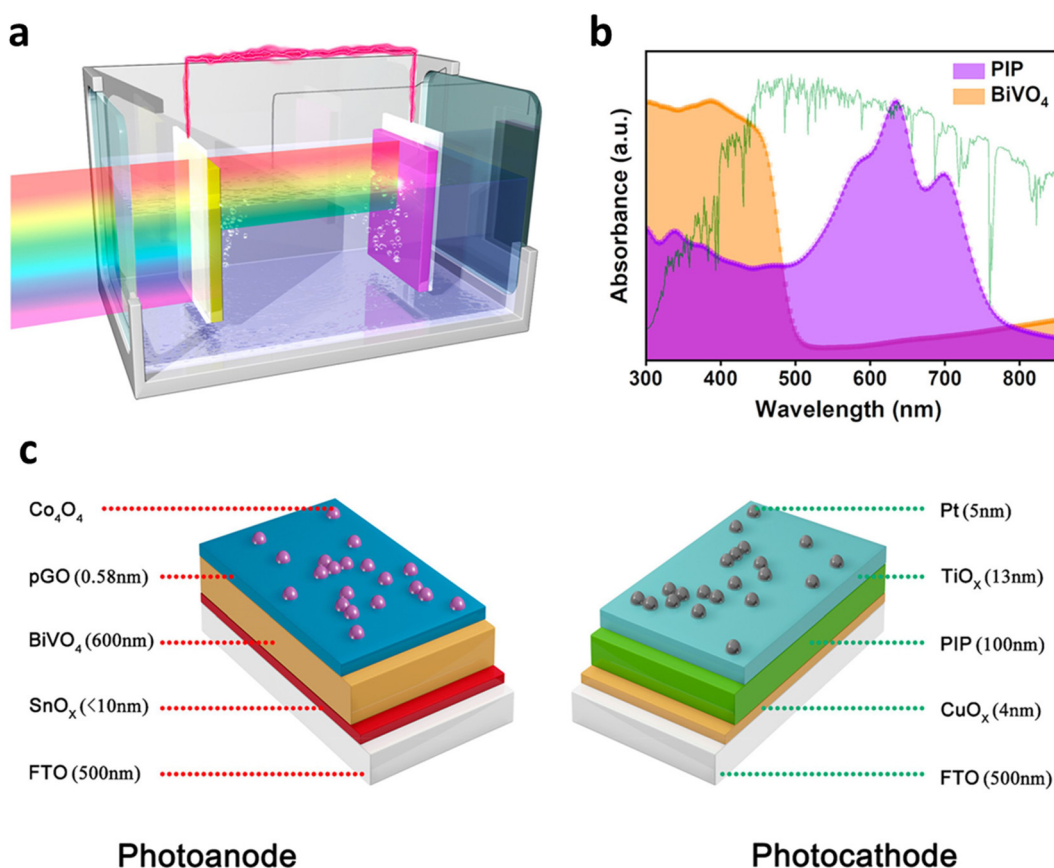 a
b
PIP
BiVO₄
Absorbance (a.u.)
300 400 500 600 700 800
Wavelength (nm)
c
Co₄O₄
pGO (0.58nm)
BiVO₄ (600nm)
SnOₓ (<10nm)
FTO (500nm)
Photoanode
Pt (5nm)
TiOₓ (13nm)
PIP (100nm)
CuOₓ (4nm)
FTO (500nm)
Photocathode